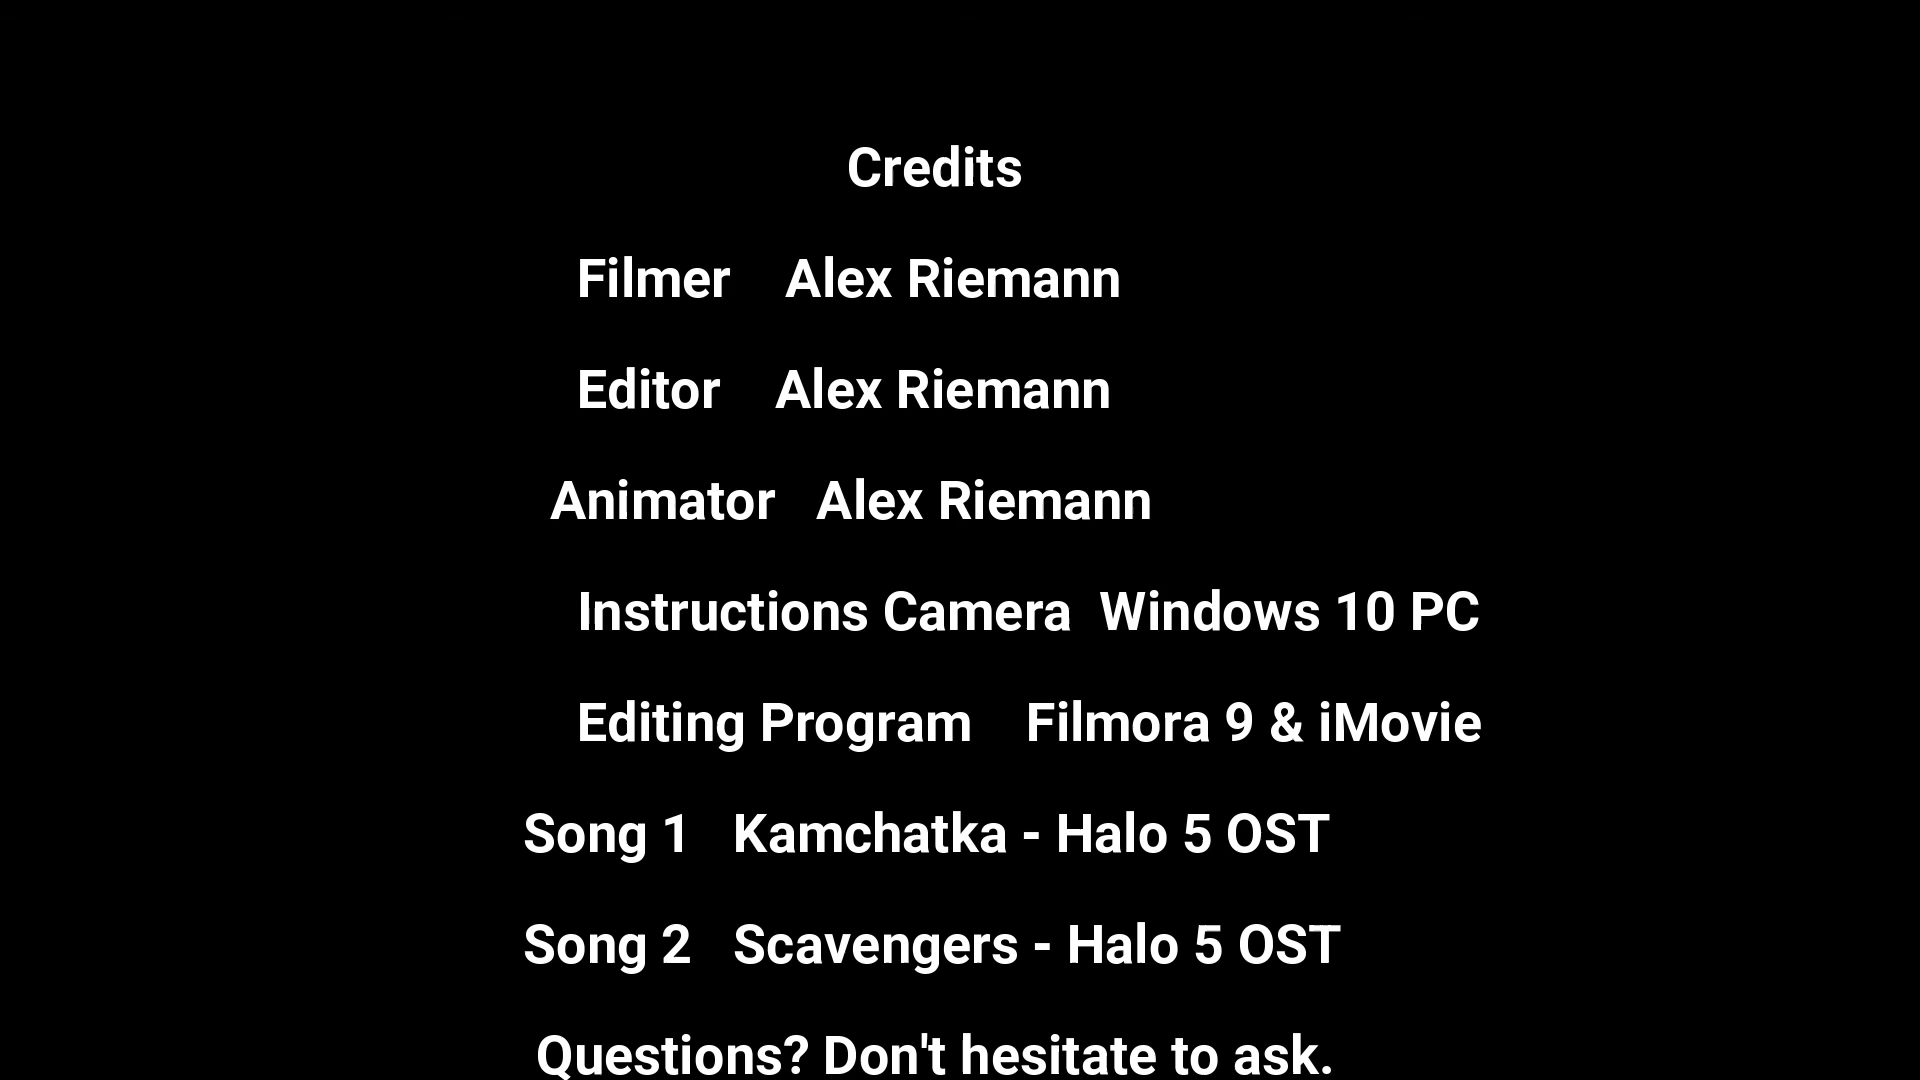 Credits
Filmer Alex Riemann
Editor Alex Riemann
Animator Alex Riemann
Instructions Camera Windows 10 PC
Editing Program Filmora 9 & iMovie
Song 1 Kamchatka - Halo 5 OST
Song 2 Scavengers - Halo 5 OST
Questions? Don't hesitate to ask.